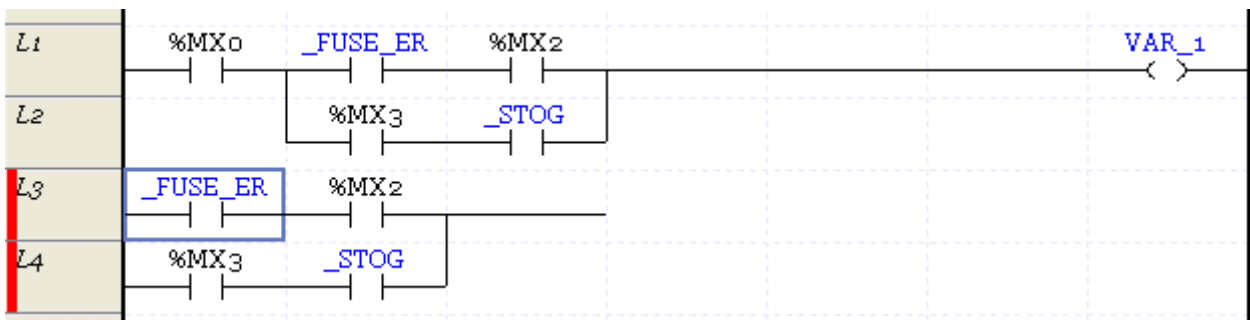 L1 %MX0 _FUSE_ER %MX2 VAR_1
L2 %MX3 _STOG
L3 _FUSE_ER %MX2
L4 %MX3 _STOG